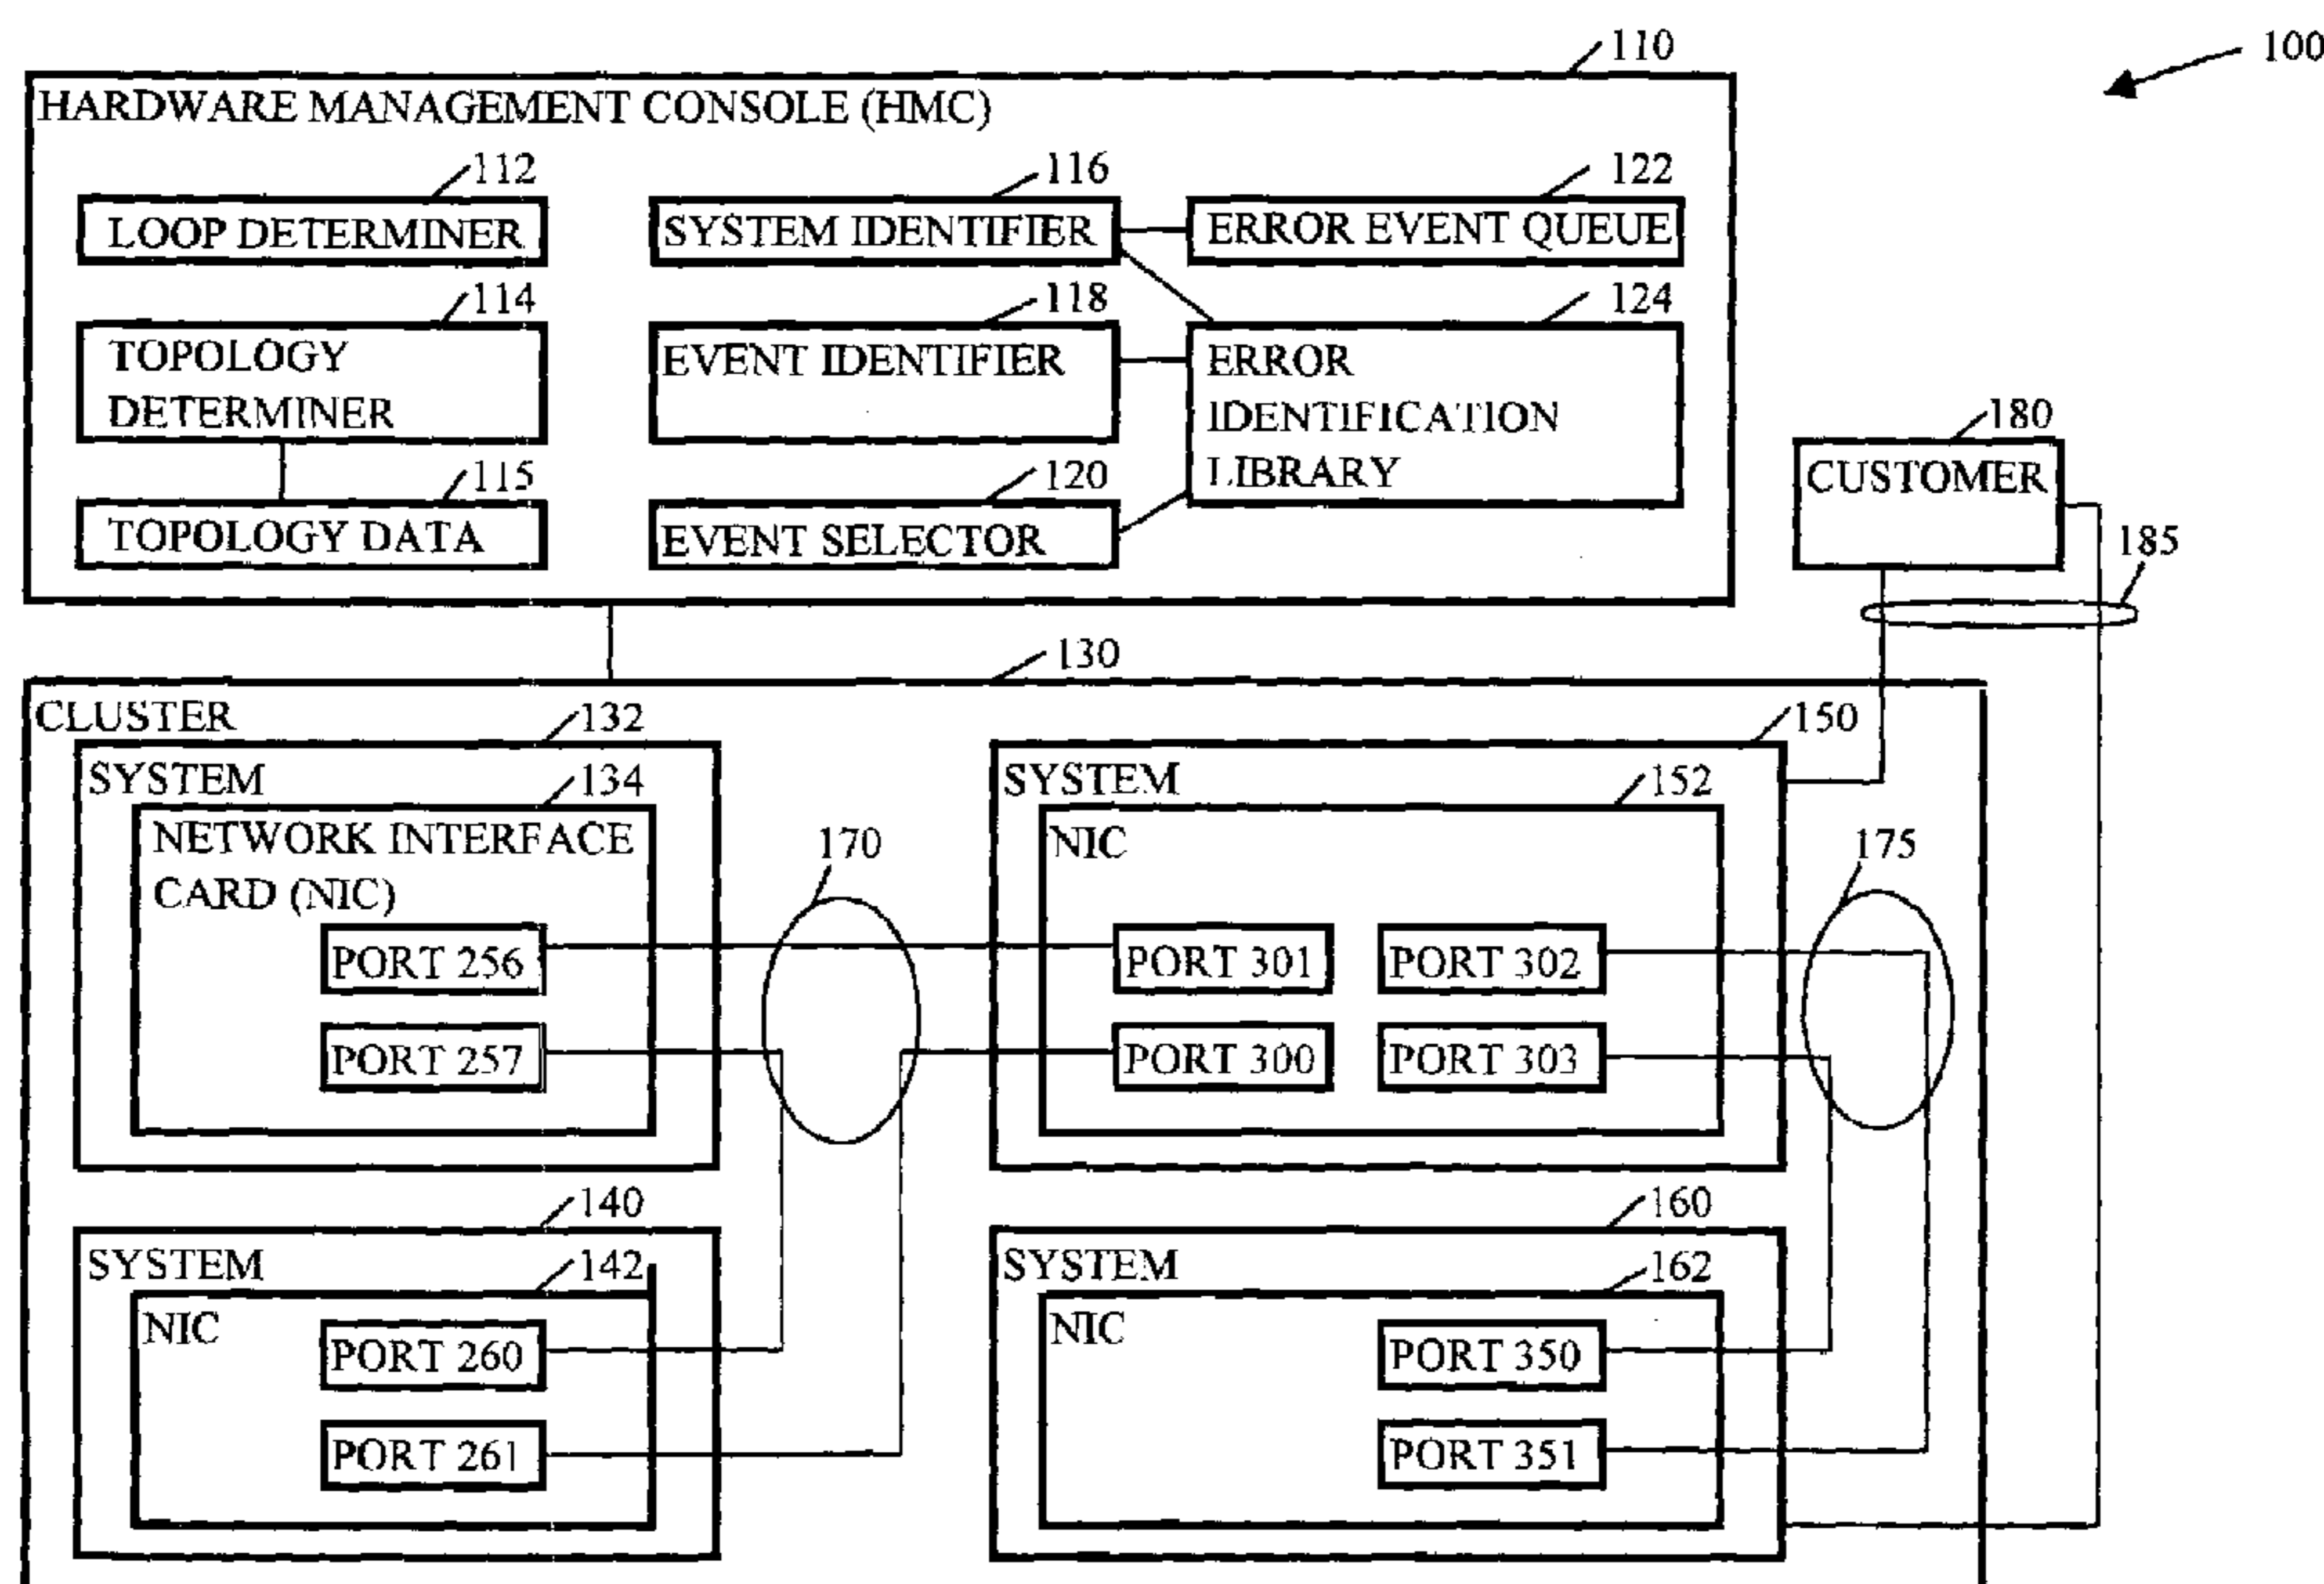 110
100
HARDWARE MANAGEMENT CONSOLE (HMC)
112
116
122
LOOP DETERMINER
SYSTEM IDENTIFIER
ERROR EVENT QUEUE
114
118
124
TOPOLOGY
DETERMINER
EVENT IDENTIFIER
ERROR
IDENTIFICATION
LIBRARY
180
CUSTOMER
115
120
TOPOLOGY DATA
EVENT SELECTOR
185
130
CLUSTER
132
150
SYSTEM
SYSTEM
134
152
NETWORK INTERFACE
CARD (NIC)
170
NIC
175
PORT 256
PORT 301
PORT 302
PORT 257
PORT 300
PORT 303
140
160
SYSTEM
SYSTEM
142
162
NIC
NIC
PORT 260
PORT 350
PORT 261
PORT 351